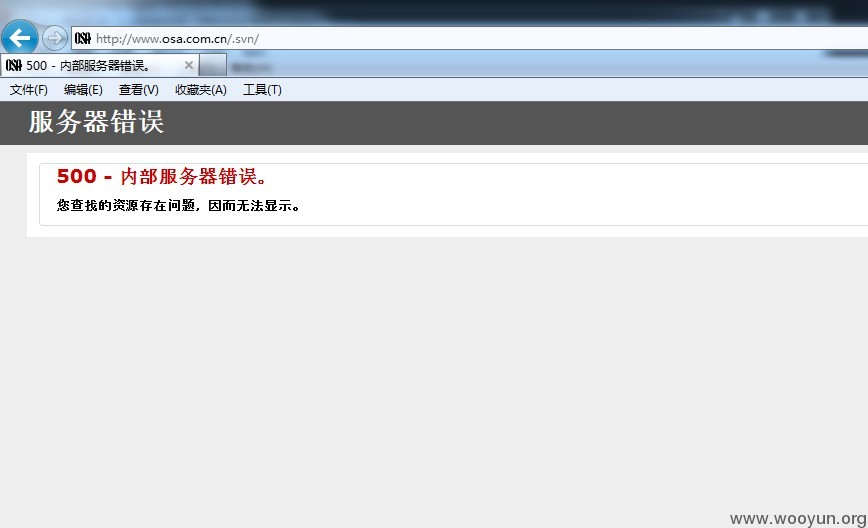 OSA http://www.osa.com.cn/.svn/
OSA 500 - 内部服务器错误。
文件(F) 编辑(E) 查看(V) 收藏夹(A) 工具(T)
服务器错误
500 - 内部服务器错误。
您查找的资源存在问题，因而无法显示。
www.wooyun.org